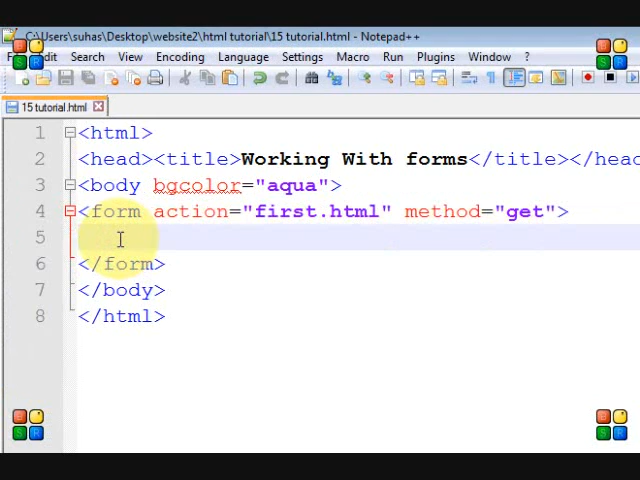 C:\Users\suhas\Desktop\website2\html tutorial\15 tutorial.html - Notepad++
Edit Search View Encoding Language Settings Macro Run Plugins Window ?
15 tutorial.html
1 <html>
2 <head><title>Working With forms</title></head
3 <body bgcolor="aqua">
4 <form action="first.html" method="get">
5
6 </form>
7 </body>
8 </html>